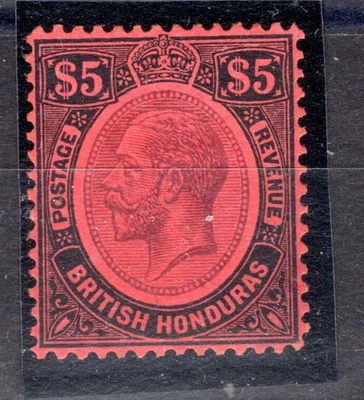 $5 $5
POSTAGE REVENUE
BRITISH HONDURAS